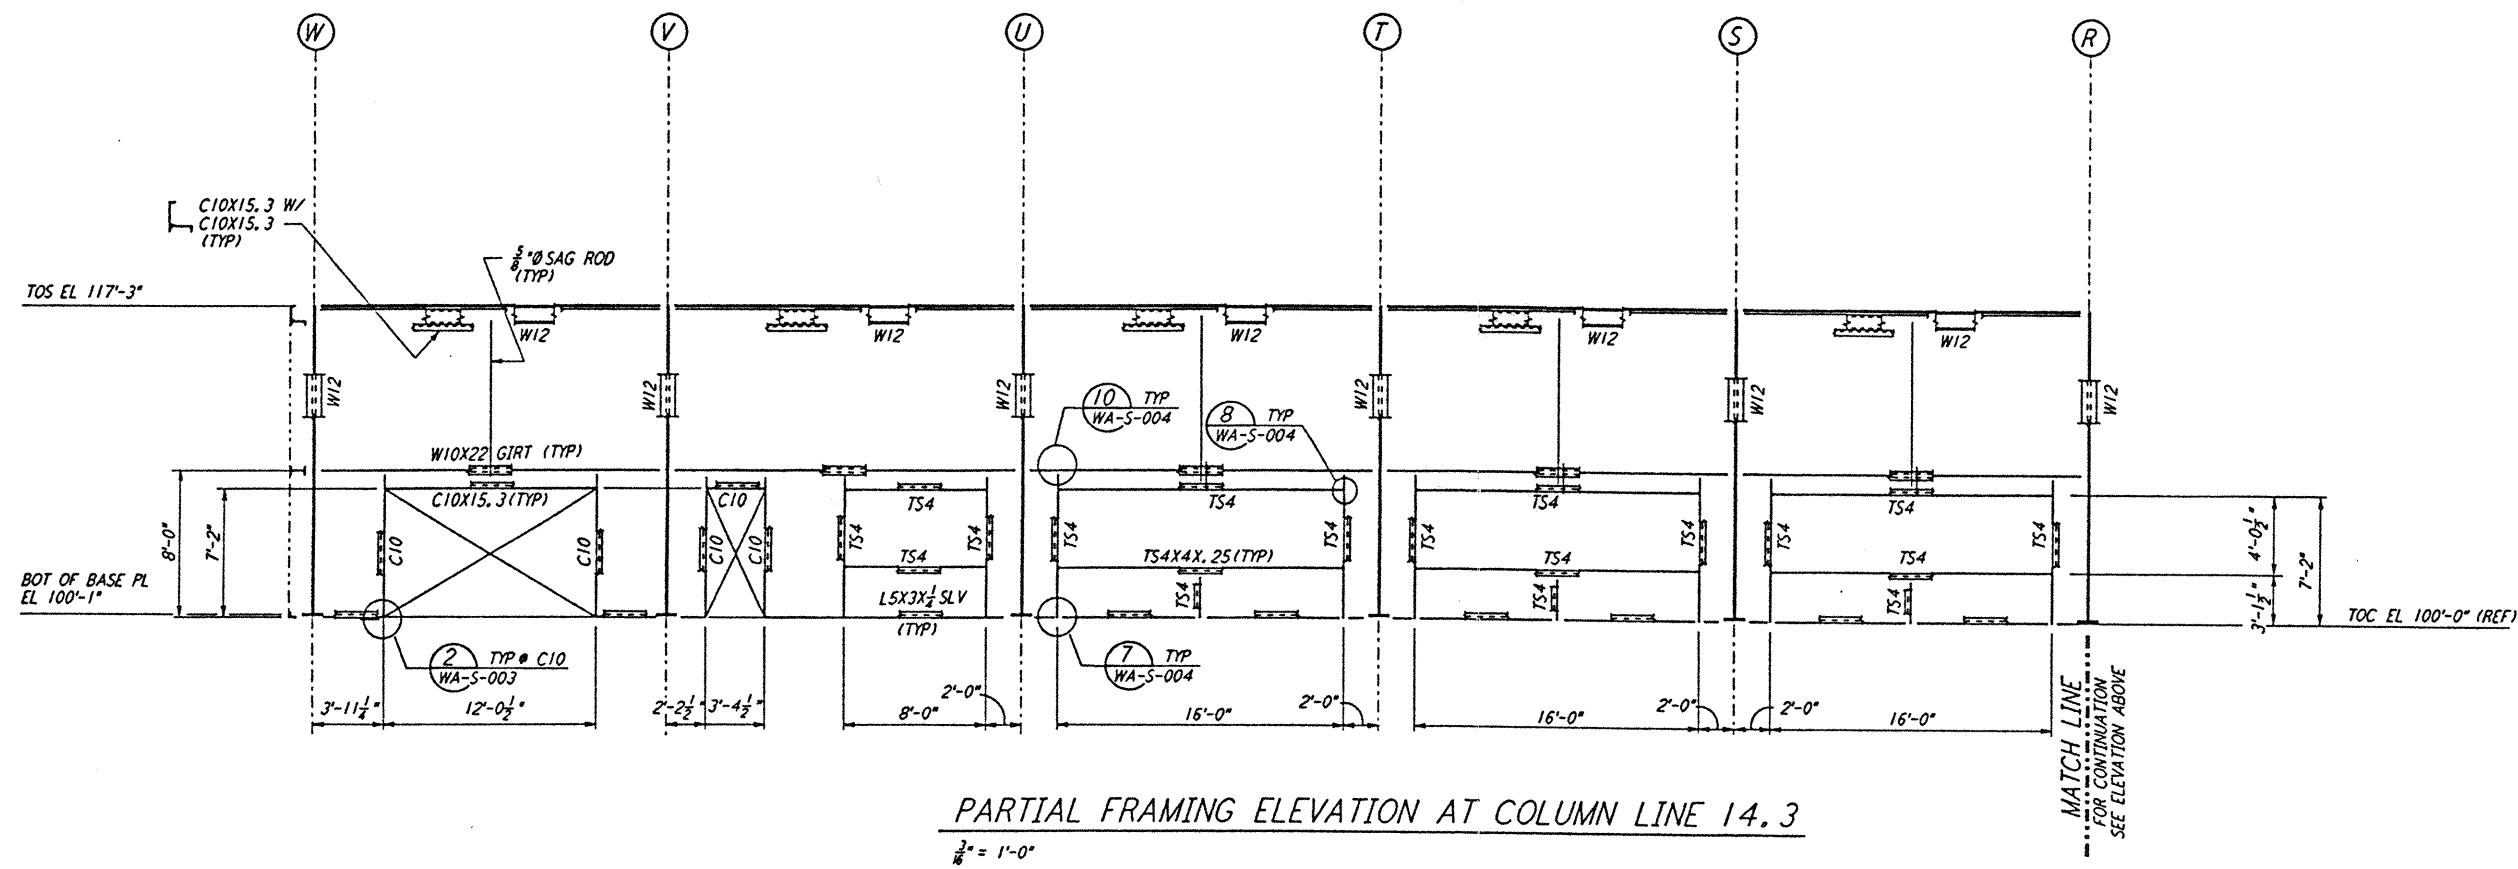 W V U T S R
C10X15.3 W/
C10X15.3
(TYP)
5/8"Ø SAG ROD
(TYP)
TOS EL 117'-3"
W12 W12 W12 W12 W12
W12 W12 W12 W12 W12 W12
10 TYP
WA-S-004
8 TYP
WA-S-004
W10X22 GIRT (TYP)
C10X15.3(TYP) C10 TS4 TS4 TS4 TS4
8'-0" 7'-2" C10 C10 C10 C10 TS4 TS4 TS4 TS4 TS4 TS4 TS4 TS4 4'-0 1/2"
TS4 TS4X4X.25(TYP) TS4 TS4
BOT OF BASE PL
EL 100'-1"
L5X3X1/4 SLV
(TYP)
TS4 TS4 TS4
3'-1 1/2" 7'-2"
TOC EL 100'-0" (REF)
2 TYP @ C10
WA-S-003
7 TYP
WA-S-004
3'-11 1/4" 12'-0 1/2" 2'-2 1/2" 3'-4 1/2" 8'-0" 2'-0" 16'-0" 2'-0" 16'-0" 2'-0" 2'-0" 16'-0"
MATCH LINE
FOR CONTINUATION
SEE ELEVATION ABOVE
PARTIAL FRAMING ELEVATION AT COLUMN LINE 14.3
3/16" = 1'-0"